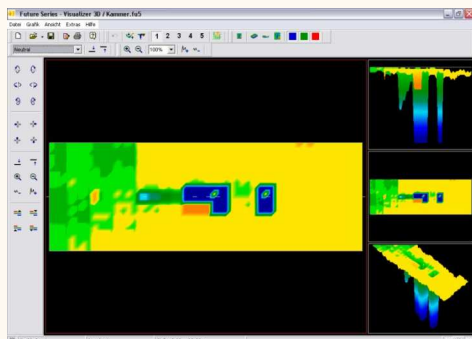 Future Series - Visualizer 3D / Kammer.fu5
Datei Grafik Ansicht Extras Hilfe
1 2 3 4 5
Neutral 100%